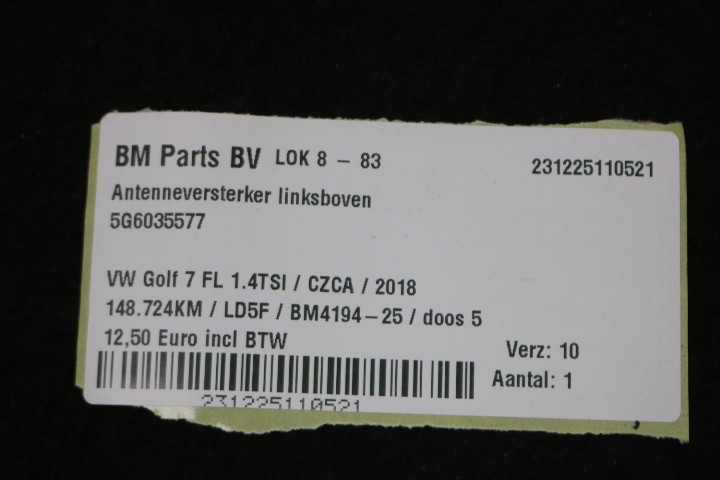 BM Parts BV LOK 8 – 83 231225110521
Antenneversterker linksboven
5G6035577
VW Golf 7 FL 1.4TSI / CZCA / 2018
148.724KM / LD5F / BM4194–25 / doos 5
12,50 Euro incl BTW
Verz: 10
Aantal: 1
231225110521